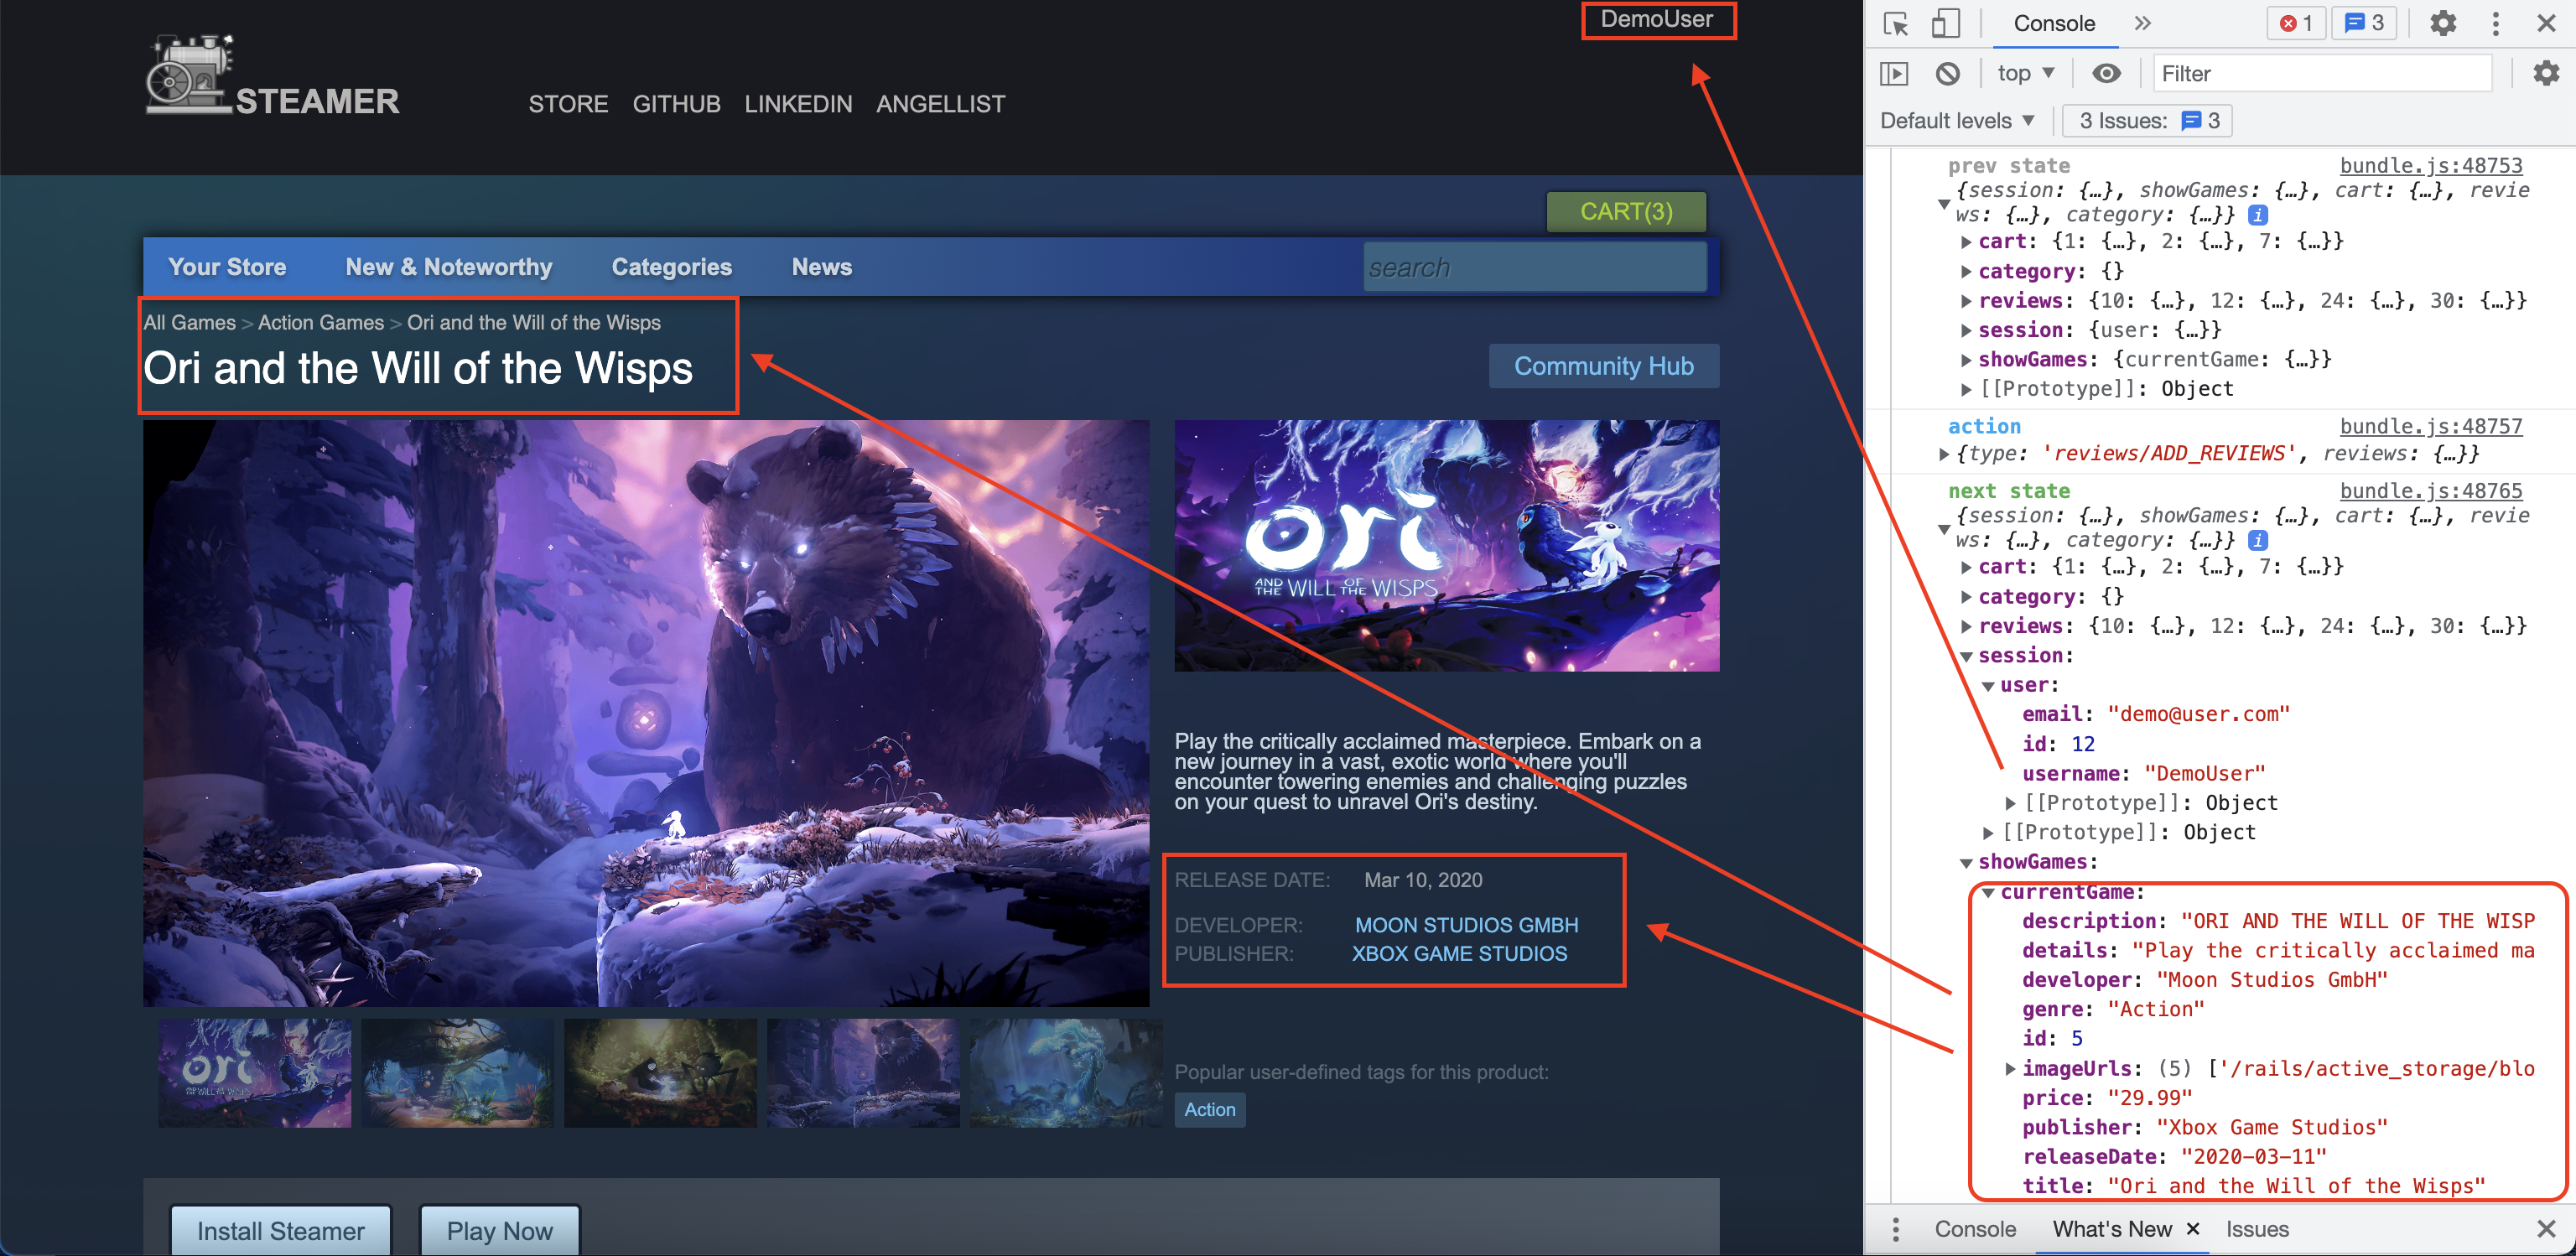 DemoUser
STEAMER
STORE GITHUB LINKEDIN ANGELLIST
CART(3)
Your Store New & Noteworthy Categories News
search
All Games > Action Games > Ori and the Will of the Wisps
Ori and the Will of the Wisps
Community Hub
ori
AND THE WILL OF THE WISPS
Play the critically acclaimed masterpiece. Embark on a
new journey in a vast, exotic world where you'll
encounter towering enemies and challenging puzzles
on your quest to unravel Ori's destiny.
RELEASE DATE: Mar 10, 2020
DEVELOPER: MOON STUDIOS GMBH
PUBLISHER: XBOX GAME STUDIOS
ori
AND THE WILL OF THE WISPS
Popular user-defined tags for this product:
Action
Install Steamer Play Now
Console » 1 3
top ▼ Filter
Default levels ▼ 3 Issues: 3
prev state bundle.js:48753
▼ {session: {…}, showGames: {…}, cart: {…}, revie
ws: {…}, category: {…}} i
▶ cart: {1: {…}, 2: {…}, 7: {…}}
▶ category: {}
▶ reviews: {10: {…}, 12: {…}, 24: {…}, 30: {…}}
▶ session: {user: {…}}
▶ showGames: {currentGame: {…}}
▶ [[Prototype]]: Object
action bundle.js:48757
▶ {type: 'reviews/ADD_REVIEWS', reviews: {…}}
next state bundle.js:48765
▼ {session: {…}, showGames: {…}, cart: {…}, revie
ws: {…}, category: {…}} i
▶ cart: {1: {…}, 2: {…}, 7: {…}}
▶ category: {}
▶ reviews: {10: {…}, 12: {…}, 24: {…}, 30: {…}}
▼ session:
▼ user:
email: "demo@user.com"
id: 12
username: "DemoUser"
▶ [[Prototype]]: Object
▶ [[Prototype]]: Object
▼ showGames:
▼ currentGame:
description: "ORI AND THE WILL OF THE WISP
details: "Play the critically acclaimed ma
developer: "Moon Studios GmbH"
genre: "Action"
id: 5
▶ imageUrls: (5) ['/rails/active_storage/blo
price: "29.99"
publisher: "Xbox Game Studios"
releaseDate: "2020-03-11"
title: "Ori and the Will of the Wisps"
Console What's New × Issues